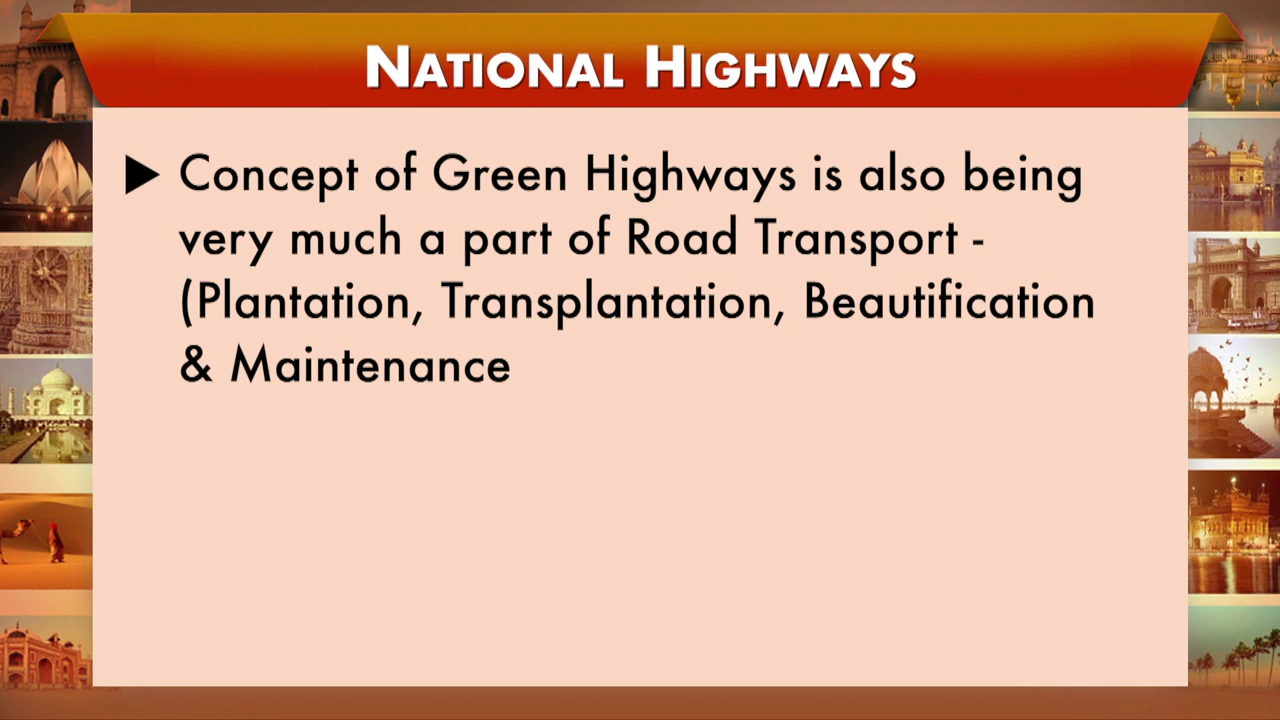 NATIONAL HIGHWAYS
▶ Concept of Green Highways is also being
very much a part of Road Transport -
(Plantation, Transplantation, Beautification
& Maintenance